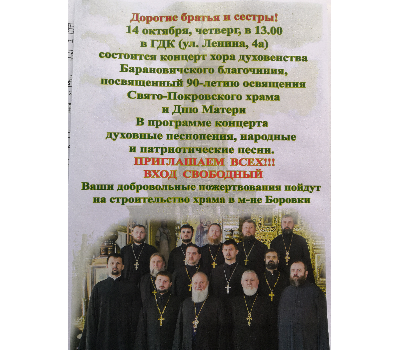 Дорогие братья и сестры!
14 октября, четверг, в 13.00
в ГДК (ул. Ленина, 4а)
состоится концерт хора духовенства
Барановичского благочиния,
посвященный 90-летию освящения
Свято-Покровского храма
и Дню Матери
В программе концерта
духовные песнопения, народные
и патриотические песни.
ПРИГЛАШАЕМ ВСЕХ!!!
ВХОД СВОБОДНЫЙ
Ваши добровольные пожертвования пойдут
на строительство храма в м-не Боровки